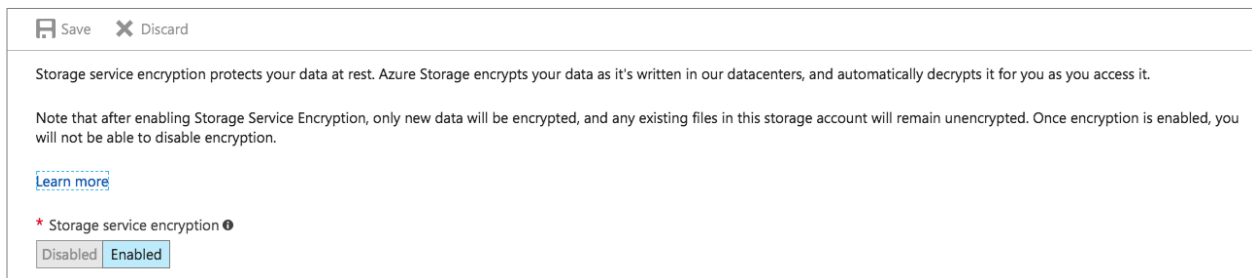 Save Discard
Storage service encryption protects your data at rest. Azure Storage encrypts your data as it's written in our datacenters, and automatically decrypts it for you as you access it.
Note that after enabling Storage Service Encryption, only new data will be encrypted, and any existing files in this storage account will remain unencrypted. Once encryption is enabled, you
will not be able to disable encryption.
Learn more
* Storage service encryption
Disabled Enabled